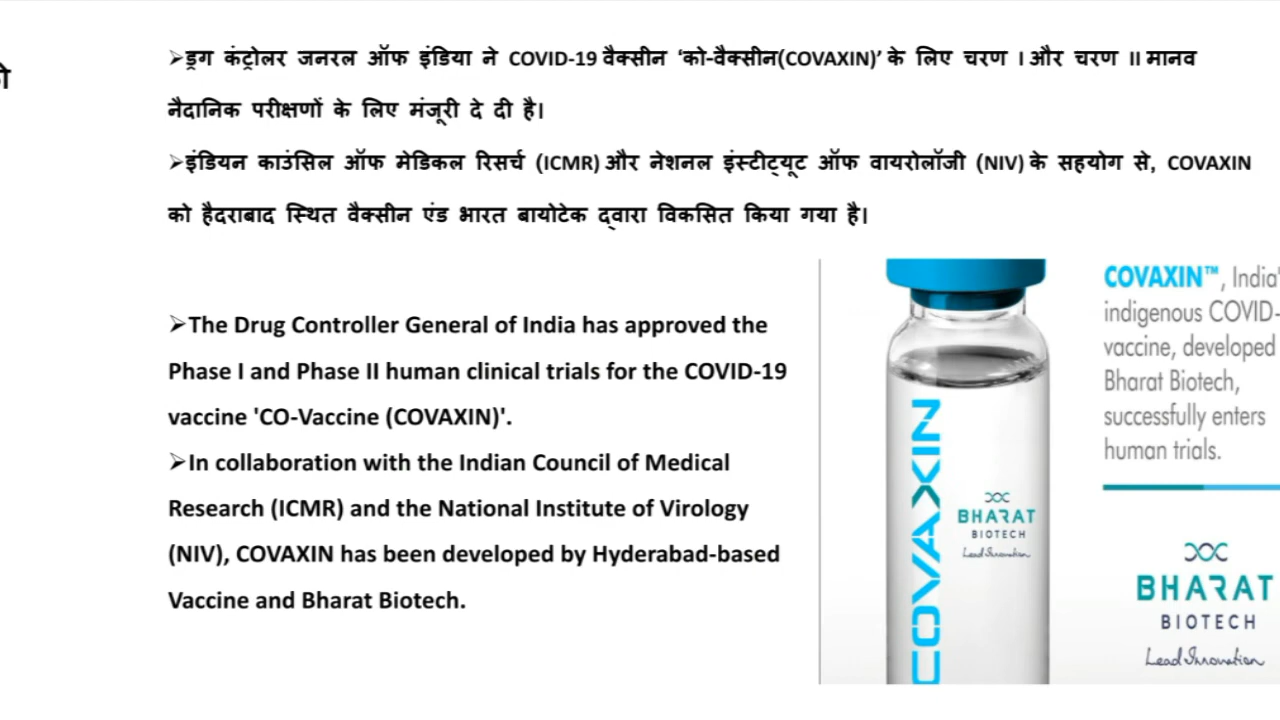 ➢ड्रग कंट्रोलर जनरल ऑफ इंडिया ने COVID-19 वैक्सीन ‘को-वैक्सीन(COVAXIN)’ के लिए चरण I और चरण II मानव
नैदानिक परीक्षणों के लिए मंजूरी दे दी है।
➢इंडियन काउंसिल ऑफ मेडिकल रिसर्च (ICMR) और नेशनल इंस्टीट्यूट ऑफ वायरोलॉजी (NIV) के सहयोग से, COVAXIN
को हैदराबाद स्थित वैक्सीन एंड भारत बायोटेक द्वारा विकसित किया गया है।
➢The Drug Controller General of India has approved the
Phase I and Phase II human clinical trials for the COVID-19
vaccine 'CO-Vaccine (COVAXIN)'.
➢In collaboration with the Indian Council of Medical
Research (ICMR) and the National Institute of Virology
(NIV), COVAXIN has been developed by Hyderabad-based
Vaccine and Bharat Biotech.
COVAXIN
BHARAT
BIOTECH
Lead Innovation
COVAXIN™, India'
indigenous COVID-
vaccine, developed
Bharat Biotech,
successfully enters
human trials.
BHARAT
BIOTECH
Lead Innovation